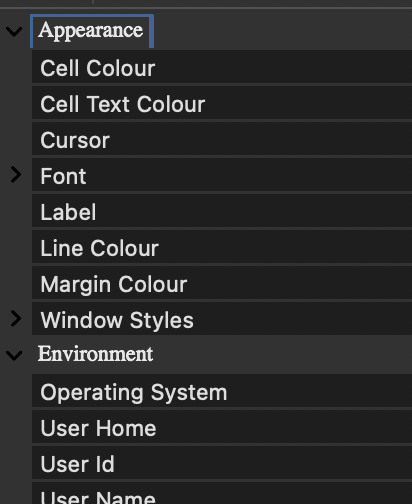 Appearance
Cell Colour
Cell Text Colour
Cursor
Font
Label
Line Colour
Margin Colour
Window Styles
Environment
Operating System
User Home
User Id
User Name